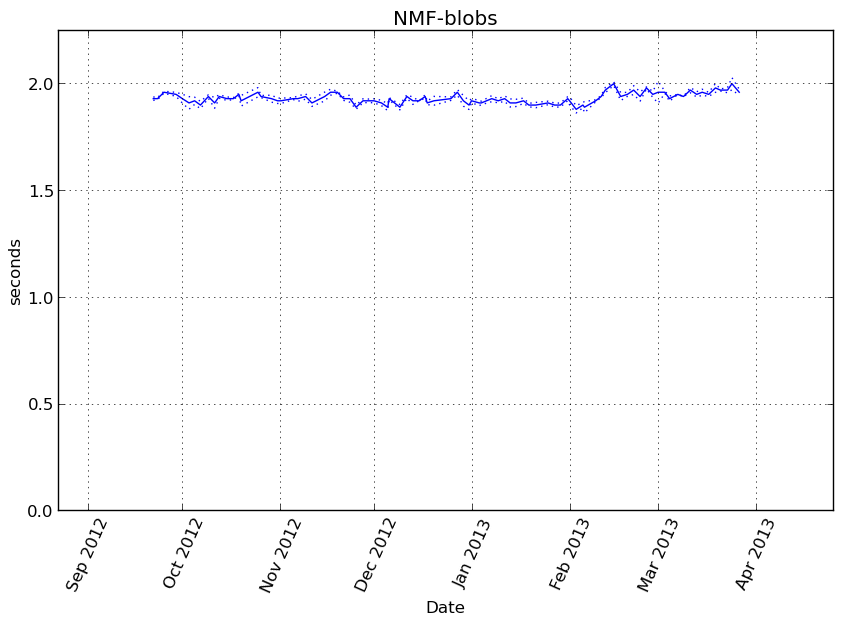 NMF-blobs
2.0
1.5
1.0
0.5
0.0
seconds
Sep 2012
Oct 2012
Nov 2012
Dec 2012
Jan 2013
Feb 2013
Mar 2013
Apr 2013
Date